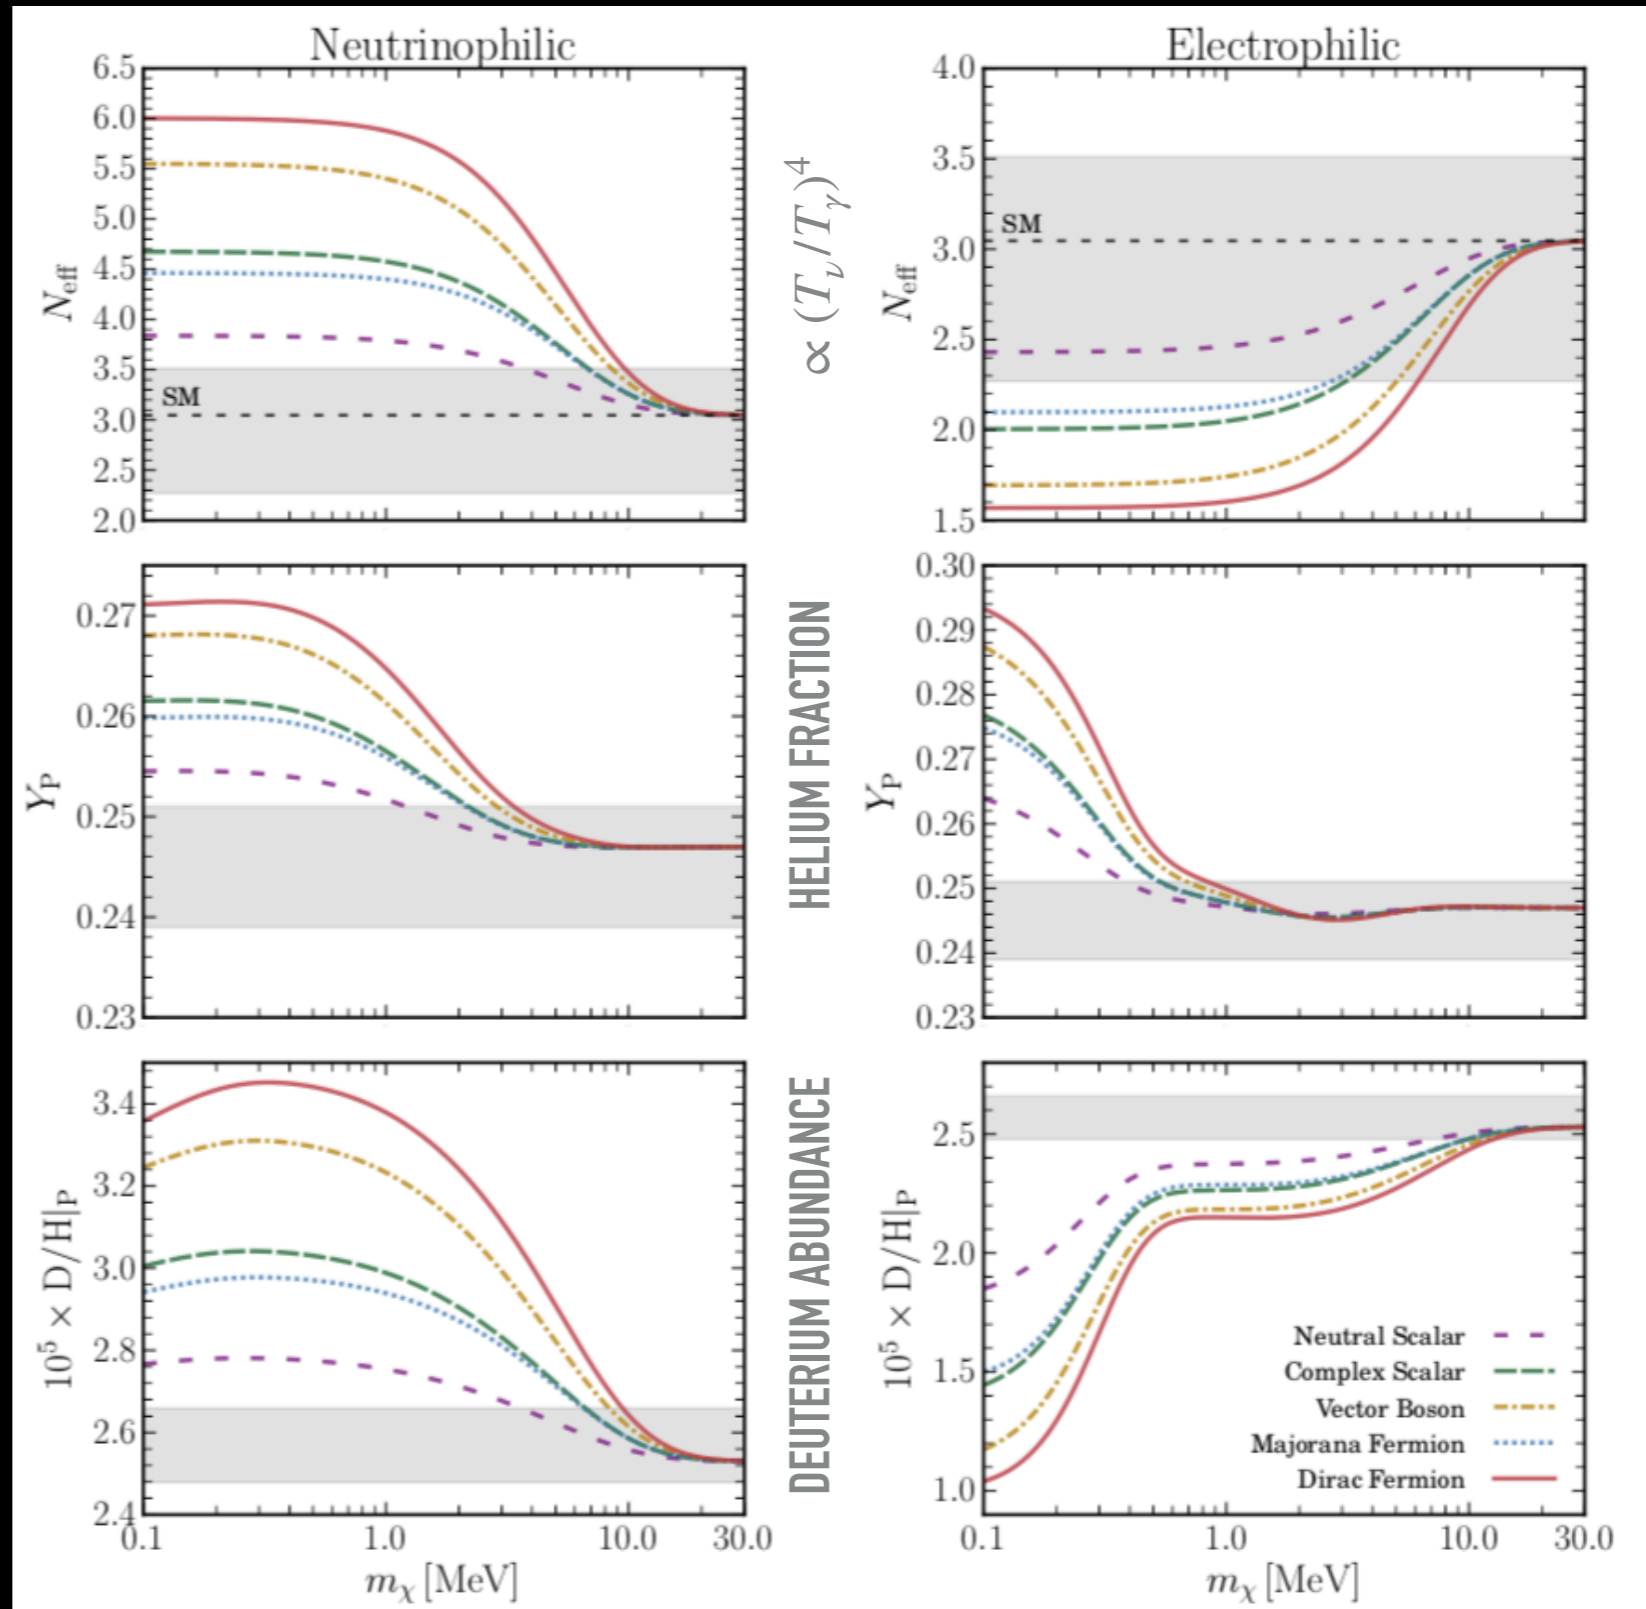 Neutrinophilic
Electrophilic
6.5
6.0
5.5
5.0
4.5
4.0
3.5
3.0
2.5
2.0
N_eff
SM
∝ (T_ν/T_γ)^4
4.0
3.5
3.0
2.5
2.0
1.5
N_eff
SM
0.27
0.26
0.25
0.24
0.23
Y_P
HELIUM FRACTION
0.30
0.29
0.28
0.27
0.26
0.25
0.24
0.23
Y_P
3.4
3.2
3.0
2.8
2.6
2.4
10^5 × D/H|_P
0.1 1.0 10.0 30.0
m_χ [MeV]
DEUTERIUM ABUNDANCE
2.5
2.0
1.5
1.0
10^5 × D/H|_P
Neutral Scalar
Complex Scalar
Vector Boson
Majorana Fermion
Dirac Fermion
0.1 1.0 10.0 30.0
m_χ [MeV]